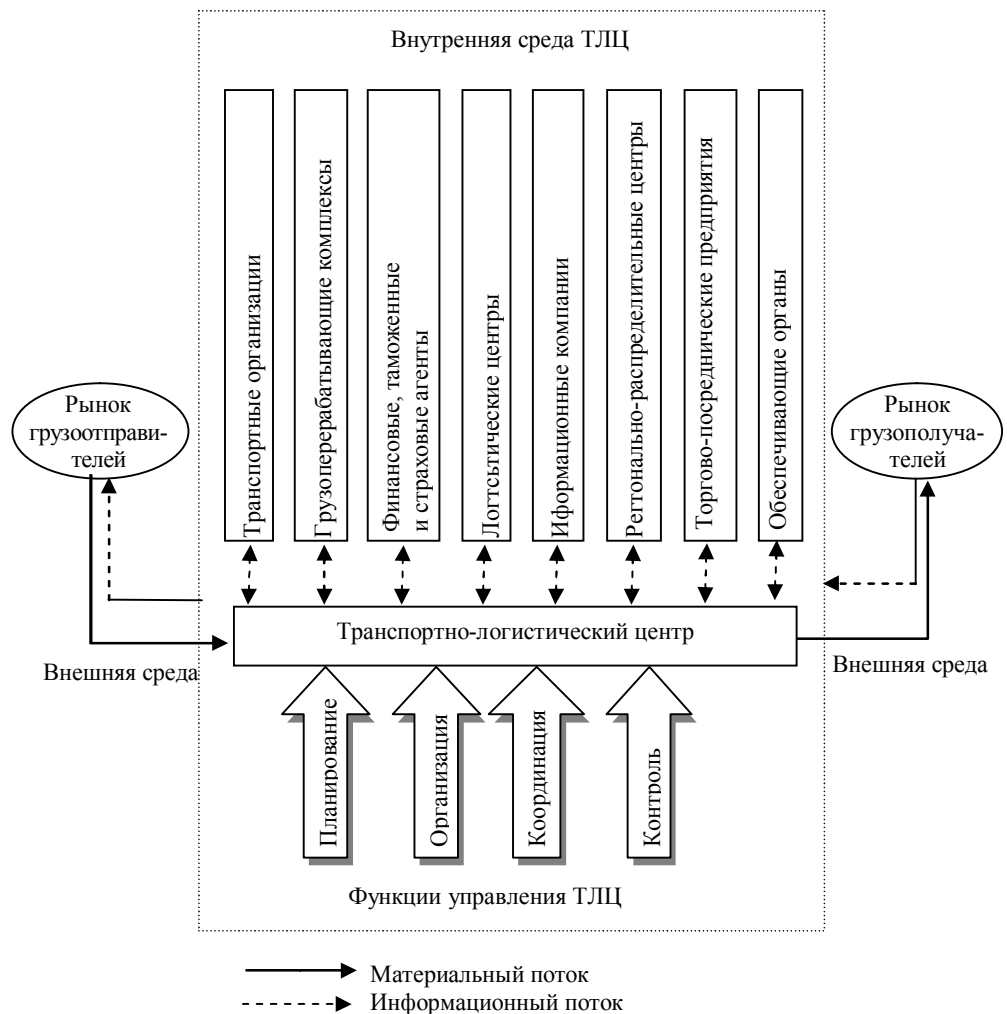 Внутренняя среда ТЛЦ
Транспортные организации
Грузоперерабатывающие комплексы
Финансовые, таможенные
и страховые агенты
Логтсьтические центры
Иформационные компании
Регтонально-распределительные центры
Торгово-посреднические предприятия
Обеспечивающие органы
Рынок
грузоотправи-
телей
Рынок
грузополуча-
телей
Транспортно-логистический центр
Внешняя среда
Внешняя среда
Планирование
Организация
Координация
Контроль
Функции управления ТЛЦ
Материальный поток
Информационный поток